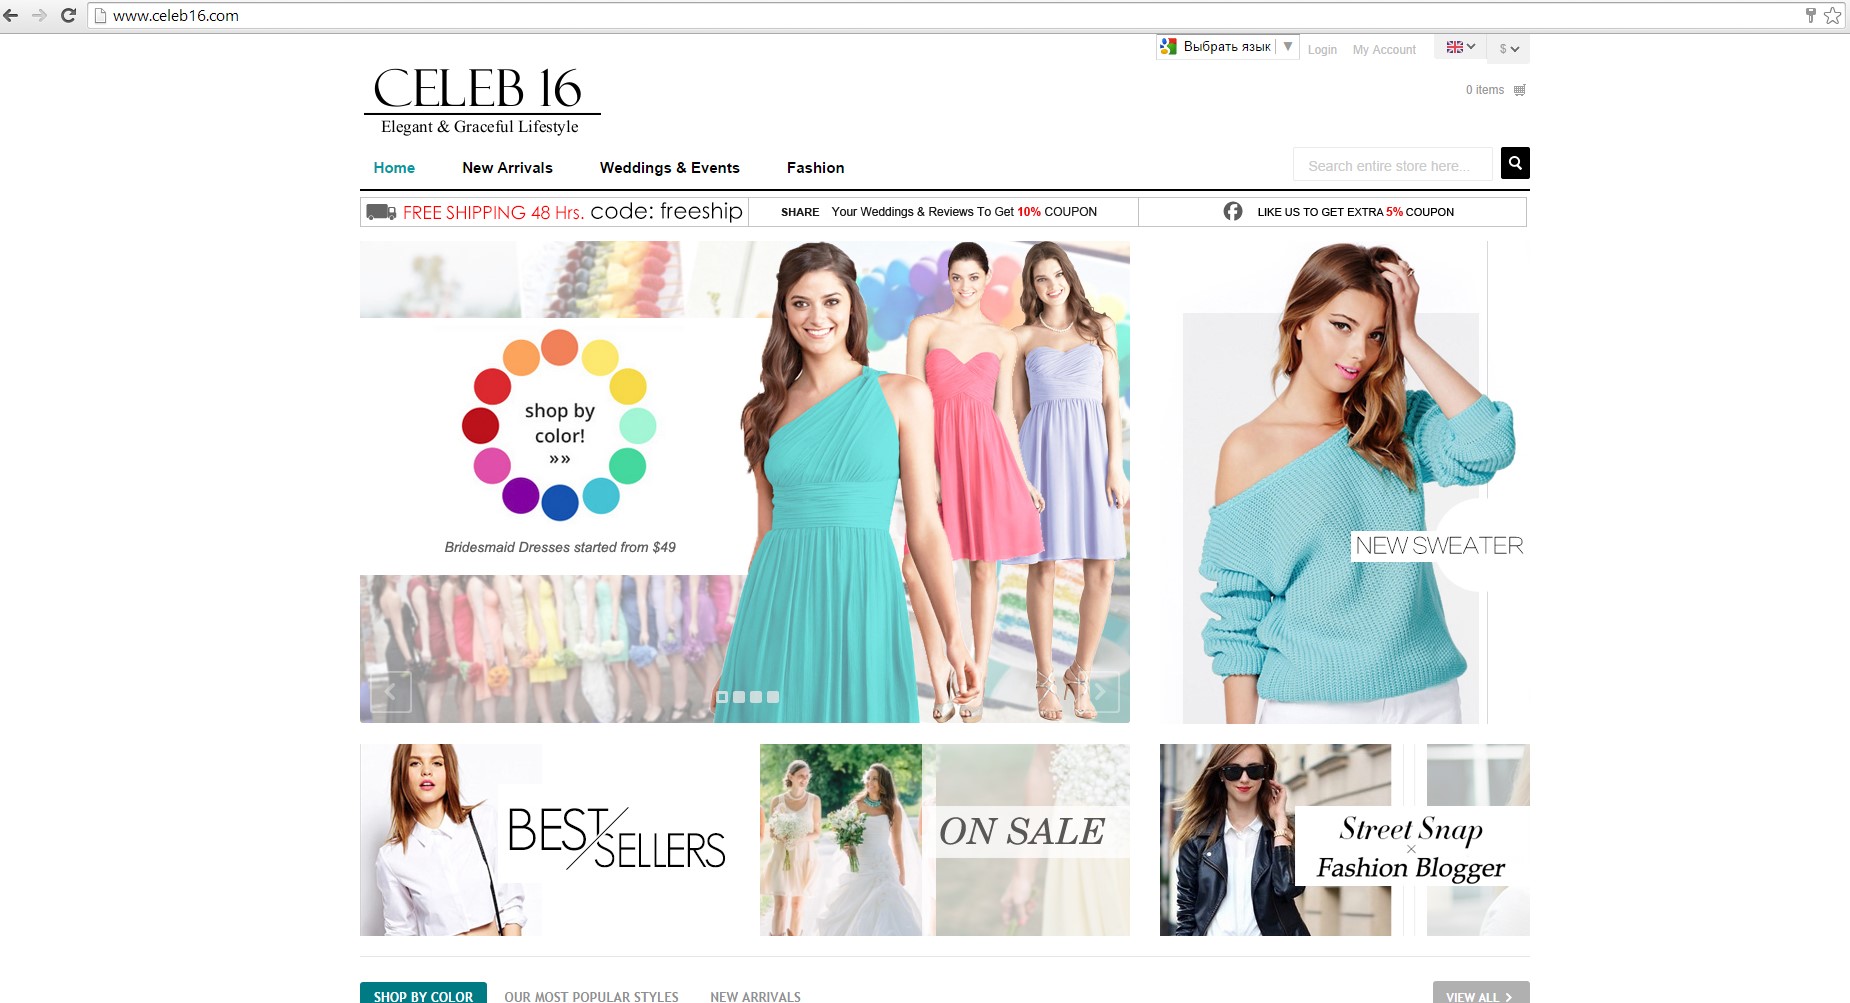 www.celeb16.com
Выбрать язык
Login
My Account
$
CELEB 16
Elegant & Graceful Lifestyle
0 items
Home
New Arrivals
Weddings & Events
Fashion
Search entire store here...
FREE SHIPPING 48 Hrs. code: freeship
SHARE Your Weddings & Reviews To Get 10% COUPON
LIKE US TO GET EXTRA 5% COUPON
shop by
color!
»»
Bridesmaid Dresses started from $49
NEW SWEATER
BEST/
SELLERS
ON SALE
Street Snap
×
Fashion Blogger
SHOP BY COLOR
OUR MOST POPULAR STYLES
NEW ARRIVALS
VIEW ALL